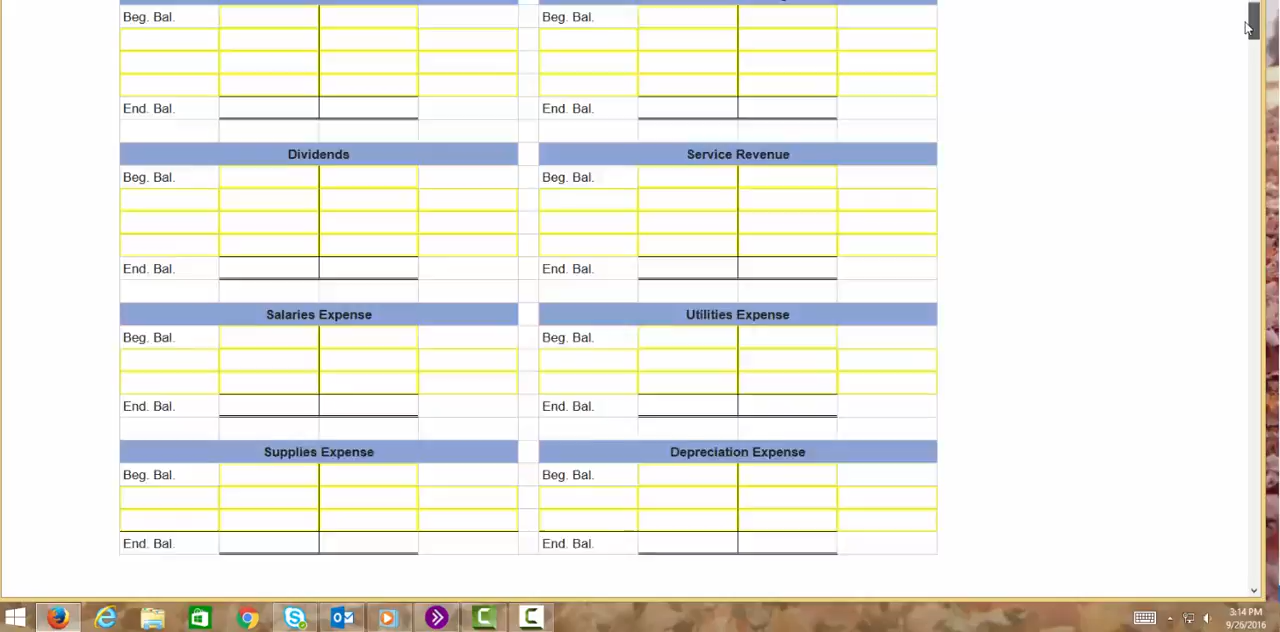 Beg. Bal. Beg. Bal.
End. Bal. End. Bal.
Dividends Service Revenue
Beg. Bal. Beg. Bal.
End. Bal. End. Bal.
Salaries Expense Utilities Expense
Beg. Bal. Beg. Bal.
End. Bal. End. Bal.
Supplies Expense Depreciation Expense
Beg. Bal. Beg. Bal.
End. Bal. End. Bal.
3:14 PM
9/26/2016